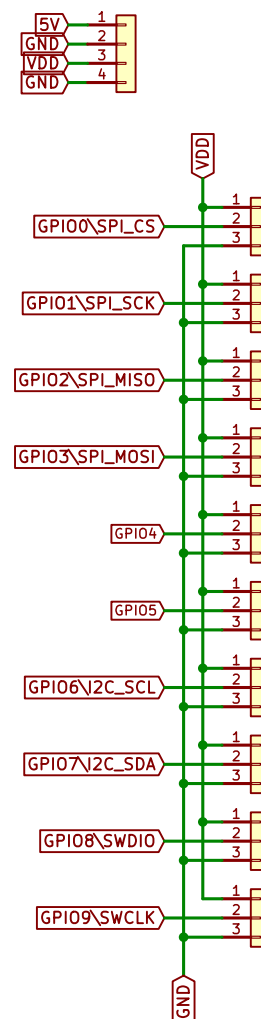 5V 1
GND 2
VDD 3
GND 4
VDD
1
GPIO0\SPI_CS 2
3
1
GPIO1\SPI_SCK 2
3
1
GPIO2\SPI_MISO 2
3
1
GPIO3\SPI_MOSI 2
3
1
GPIO4 2
3
1
GPIO5 2
3
1
GPIO6\I2C_SCL 2
3
1
GPIO7\I2C_SDA 2
3
1
GPIO8\SWDIO 2
3
1
GPIO9\SWCLK 2
3
GND